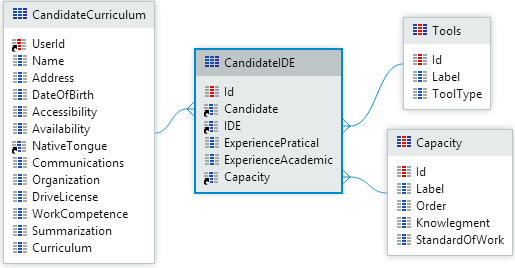 CandidateCurriculum
UserId
Name
Address
DateOfBirth
Accessibility
Availability
NativeTongue
Communications
Organization
DriveLicense
WorkCompetence
Summarization
Curriculum
CandidateIDE
Id
Candidate
IDE
ExperiencePratical
ExperienceAcademic
Capacity
Tools
Id
Label
ToolType
Capacity
Id
Label
Order
Knowlegment
StandardOfWork